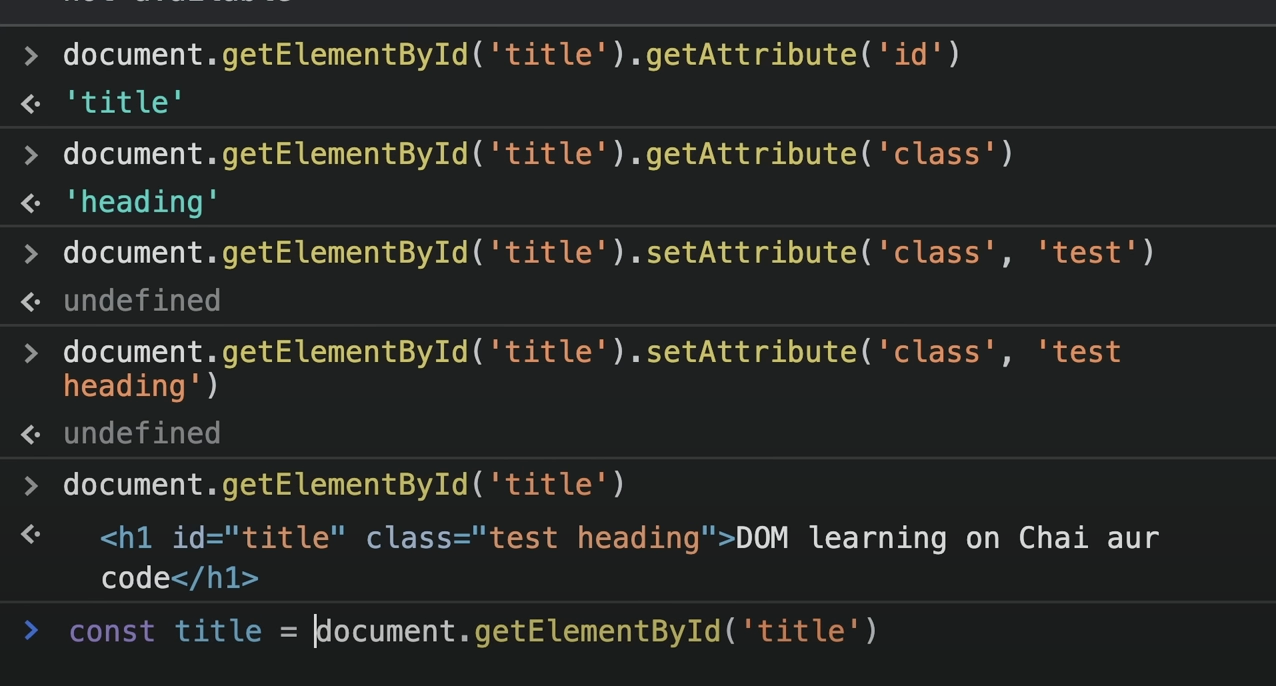 document.getElementById('title').getAttribute('id')
'title'
document.getElementById('title').getAttribute('class')
'heading'
document.getElementById('title').setAttribute('class', 'test')
undefined
document.getElementById('title').setAttribute('class', 'test
heading')
undefined
document.getElementById('title')
<h1 id="title" class="test heading">DOM learning on Chai aur
code</h1>
const title = document.getElementById('title')